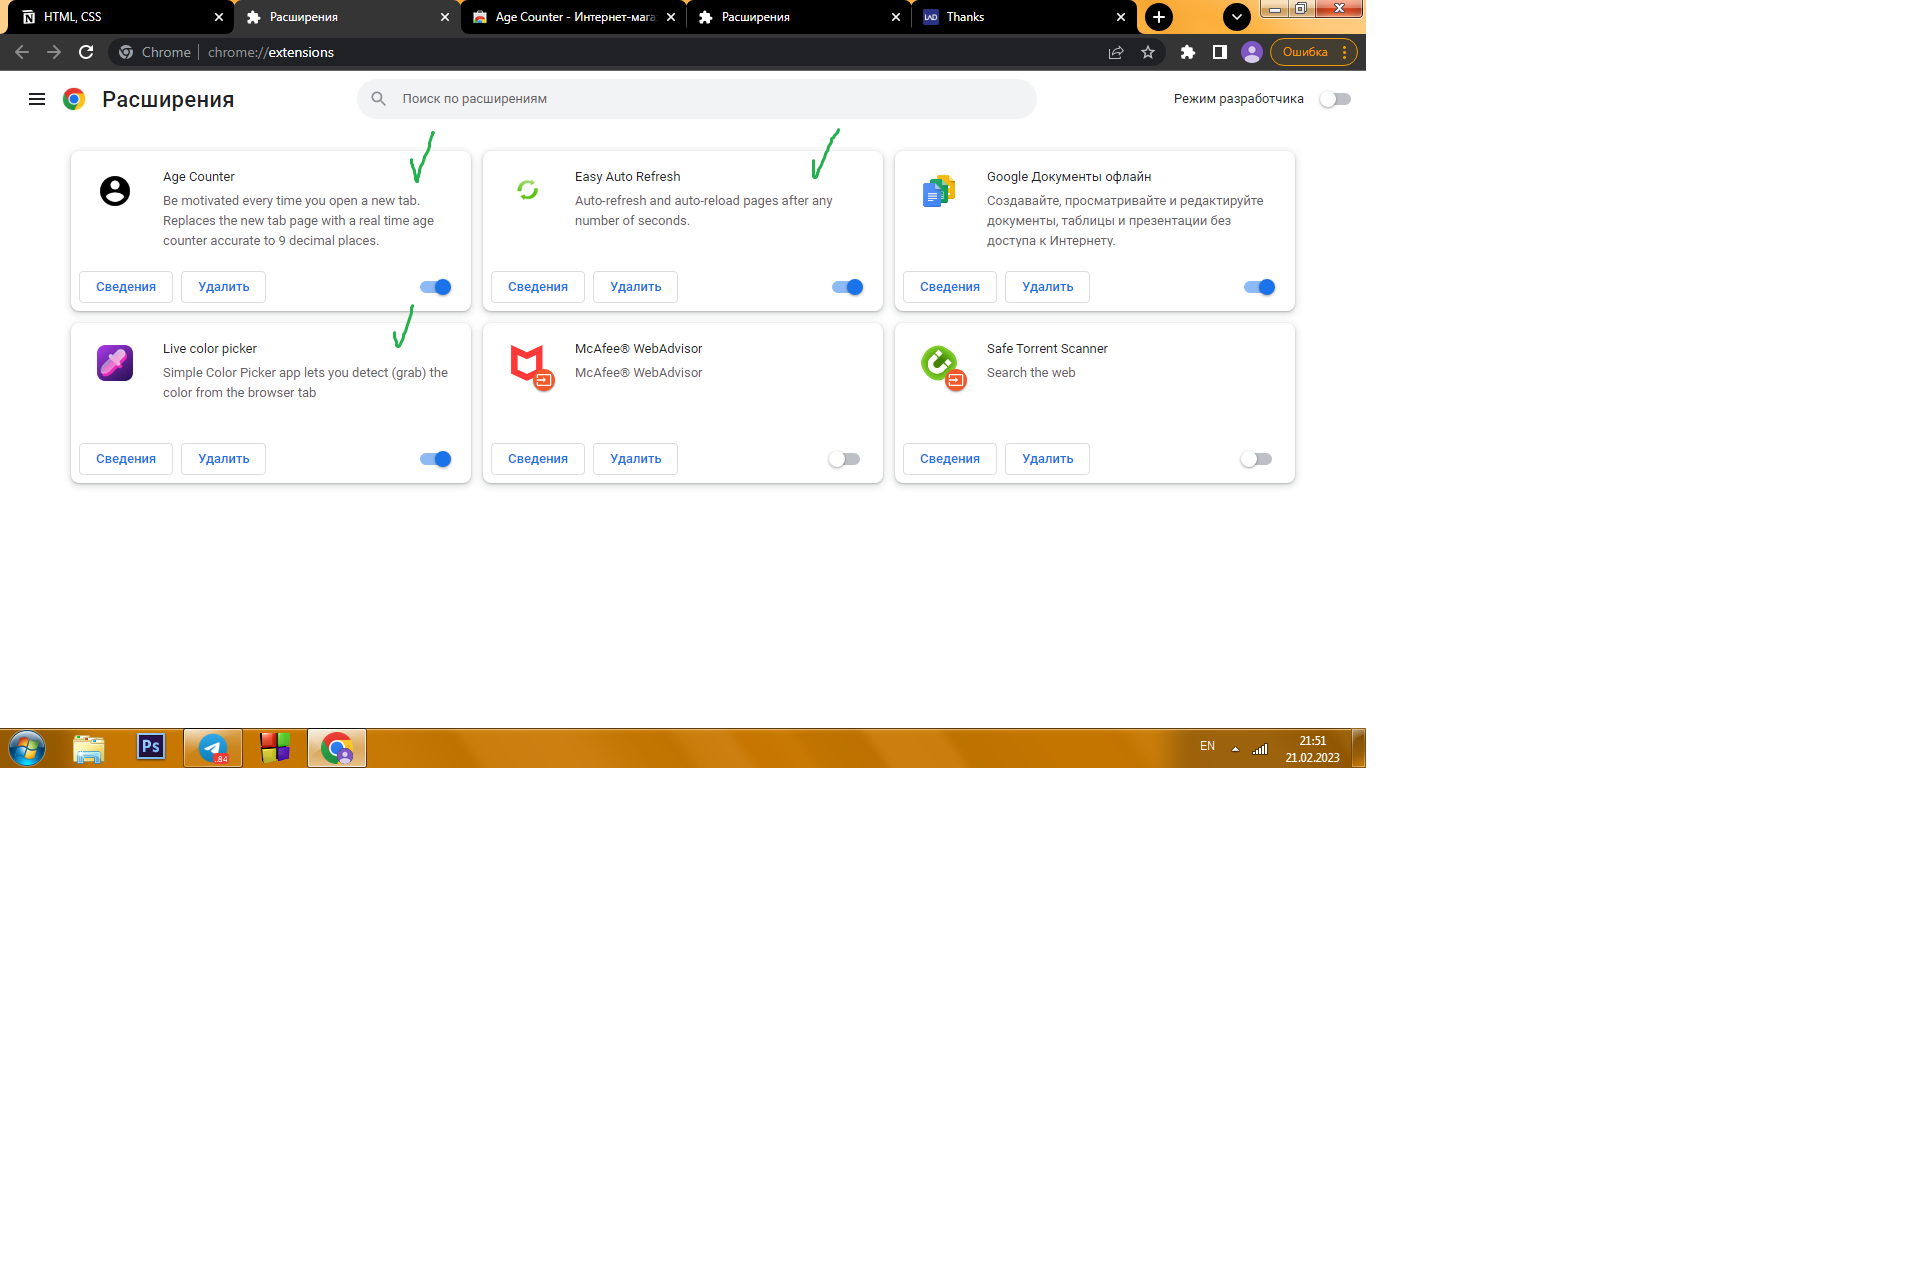 HTML, CSS
Расширения
Age Counter - Интернет-мага
Расширения
LAD
Thanks
Chrome
chrome://extensions
Ошибка
Расширения
Поиск по расширениям
Режим разработчика
Age Counter
Be motivated every time you open a new tab.
Replaces the new tab page with a real time age
counter accurate to 9 decimal places.
Сведения
Удалить
Easy Auto Refresh
Auto-refresh and auto-reload pages after any
number of seconds.
Сведения
Удалить
Google Документы офлайн
Создавайте, просматривайте и редактируйте
документы, таблицы и презентации без
доступа к Интернету.
Сведения
Удалить
Live color picker
Simple Color Picker app lets you detect (grab) the
color from the browser tab
Сведения
Удалить
McAfee® WebAdvisor
McAfee® WebAdvisor
Сведения
Удалить
Safe Torrent Scanner
Search the web
Сведения
Удалить
Ps
.84
EN
21:51
21.02.2023